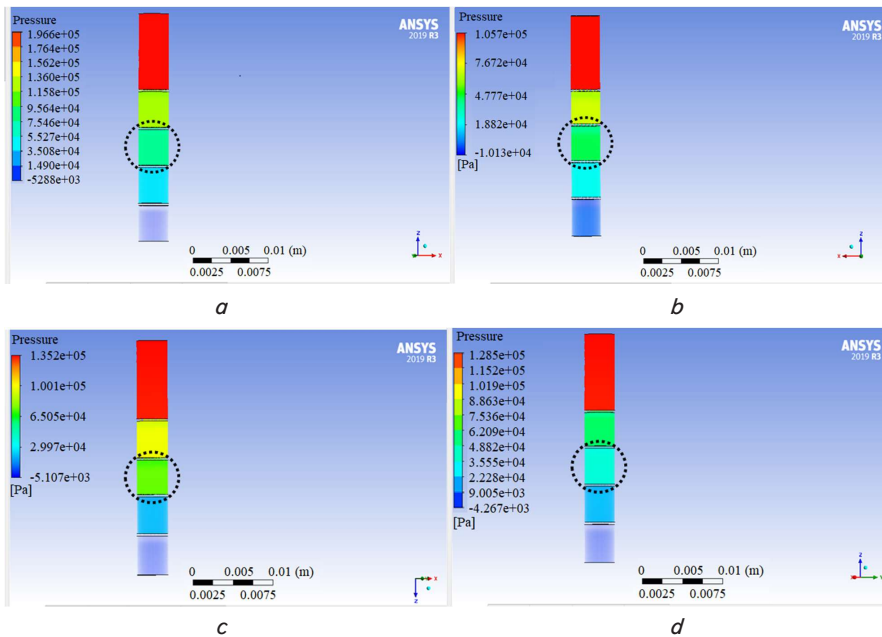 Pressure
1.966e+05
1.764e+05
1.562e+05
1.360e+05
1.158e+05
9.564e+04
7.546e+04
5.527e+04
3.508e+04
1.490e+04
-5288e+03
[Pa]
ANSYS
2019 R3
0 0.005 0.01 (m)
0.0025 0.0075
Z
X
a
Pressure
1.057e+05
7.672e+04
4.777e+04
1.882e+04
-1.013e+04
[Pa]
ANSYS
2019 R3
0 0.005 0.01 (m)
0.0025 0.0075
Z
X
b
Pressure
1.352e+05
1.001e+05
6.505e+04
2.997e+04
-5.107e+03
[Pa]
ANSYS
2019 R3
0 0.005 0.01 (m)
0.0025 0.0075
X
Z
c
Pressure
1.285e+05
1.152e+05
1.019e+05
8.863e+04
7.536e+04
6.209e+04
4.882e+04
3.555e+04
2.228e+04
9.005e+03
-4.267e+03
[Pa]
ANSYS
2019 R3
0 0.005 0.01 (m)
0.0025 0.0075
Z
X Y
d